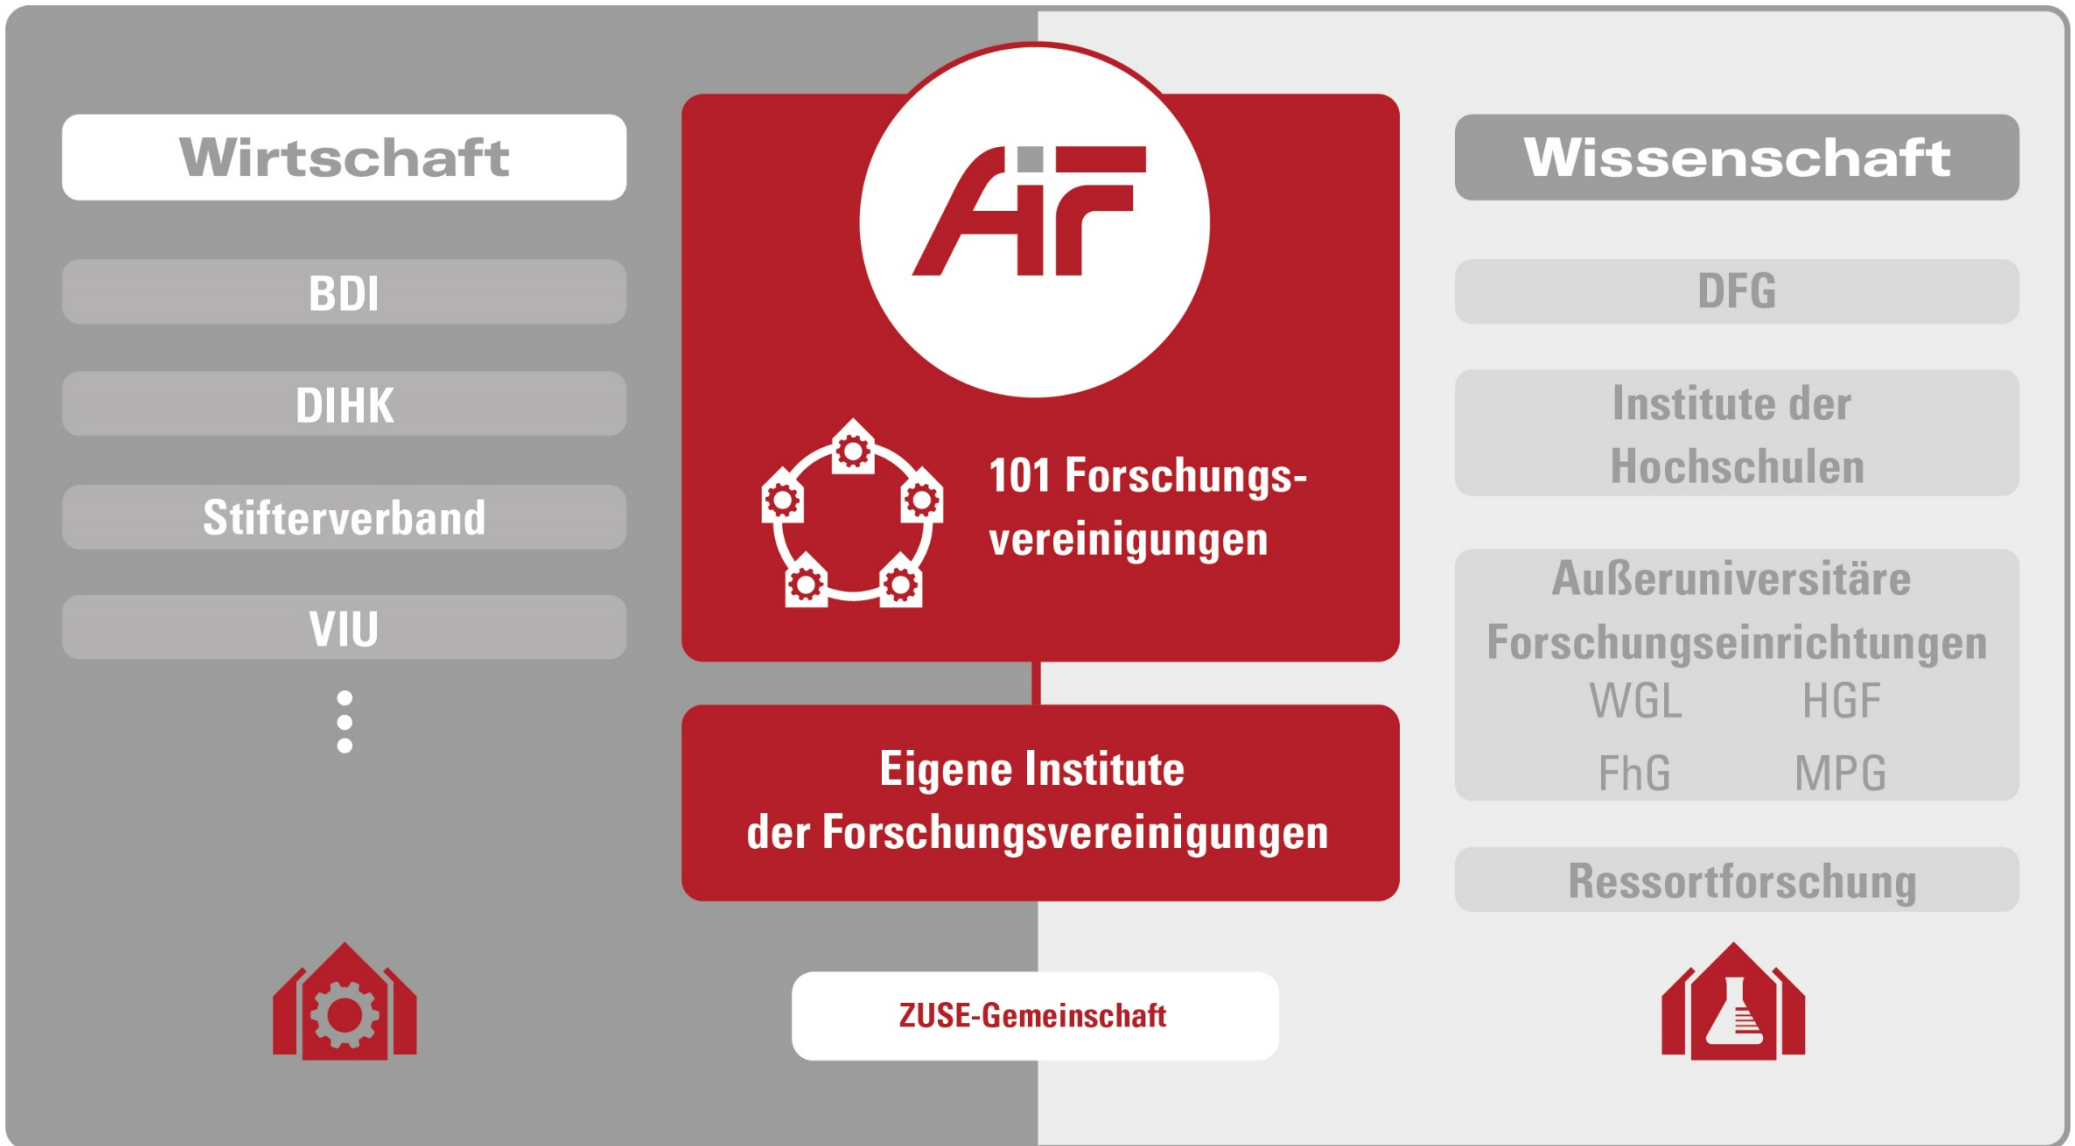 Wirtschaft
BDI
DIHK
Stifterverband
VIU
AiF
101 Forschungs-
vereinigungen
Eigene Institute
der Forschungsvereinigungen
ZUSE-Gemeinschaft
Wissenschaft
DFG
Institute der
Hochschulen
Außeruniversitäre
Forschungseinrichtungen
WGL HGF
FhG MPG
Ressortforschung